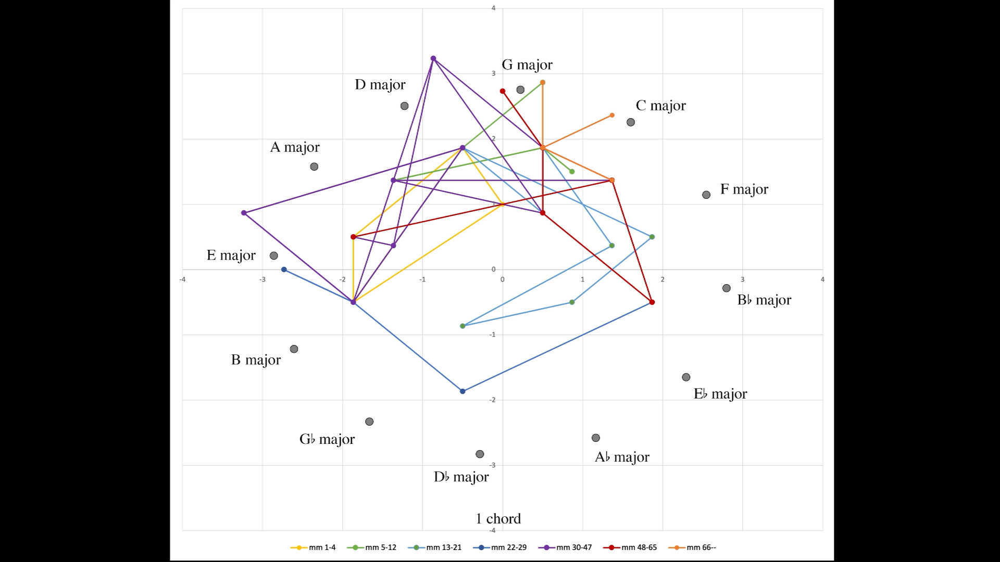 4
G major
3
D major
C major
2
A major
F major
1
E major
0
-4 -3 -2 -1 0 1 2 3 4
B♭ major
-1
B major
E♭ major
-2
G♭ major
A♭ major
-3
D♭ major
1 chord
-4
mm 1-4 mm 5-12 mm 13-21 mm 22-29 mm 30-47 mm 48-65 mm 66--